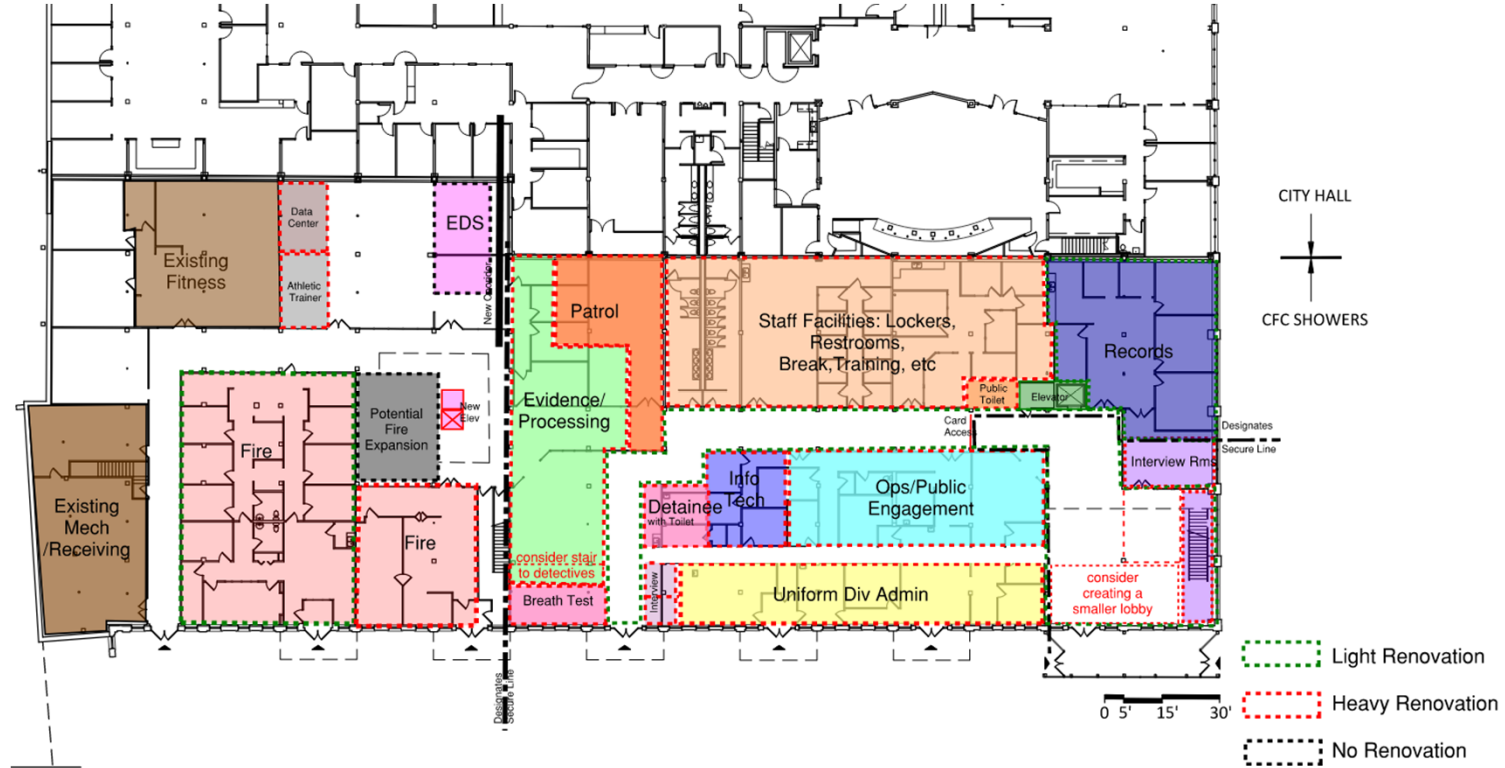 CITY HALL
CFC SHOWERS
Data
Center
EDS
Existing
Fitness
Athletic
Trainer
New Corridor
Patrol
Staff Facilities: Lockers,
Restrooms,
Break,Training, etc
Records
Public
Toilet
Elevator
Evidence/
Processing
New
Elev
Potential
Fire
Expansion
Card
Access
Designates
Secure Line
Fire
Interview Rms
Info
Tech
Ops/Public
Engagement
Detainee
with Toilet
Existing
Mech
/Receiving
Fire
consider stair
to detectives
Breath Test
Interview
Uniform Div Admin
consider
creating a
smaller lobby
Designates
Secure Line
0 5' 15' 30'
Light Renovation
Heavy Renovation
No Renovation